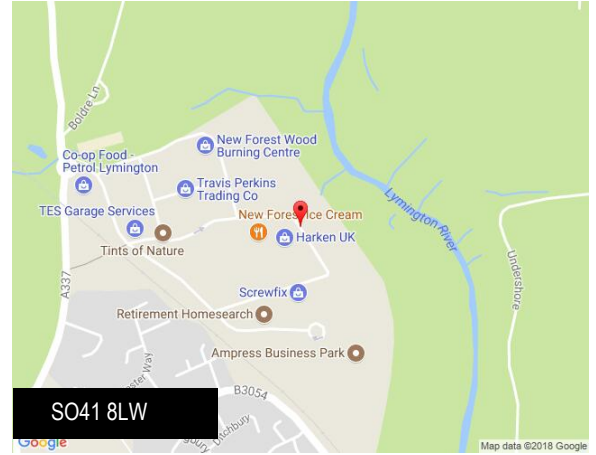 Boldre Ln
New Forest Wood
Burning Centre
Co-op Food -
Petrol Lymington
Travis Perkins
Trading Co
TES Garage Services
New Forest Ice Cream
Harken UK
Tints of Nature
Lymington River
Undershore
A337
Screwfix
Retirement Homesearch
Ampress Business Park
B3054
SO41 8LW
Google
Map data ©2018 Google